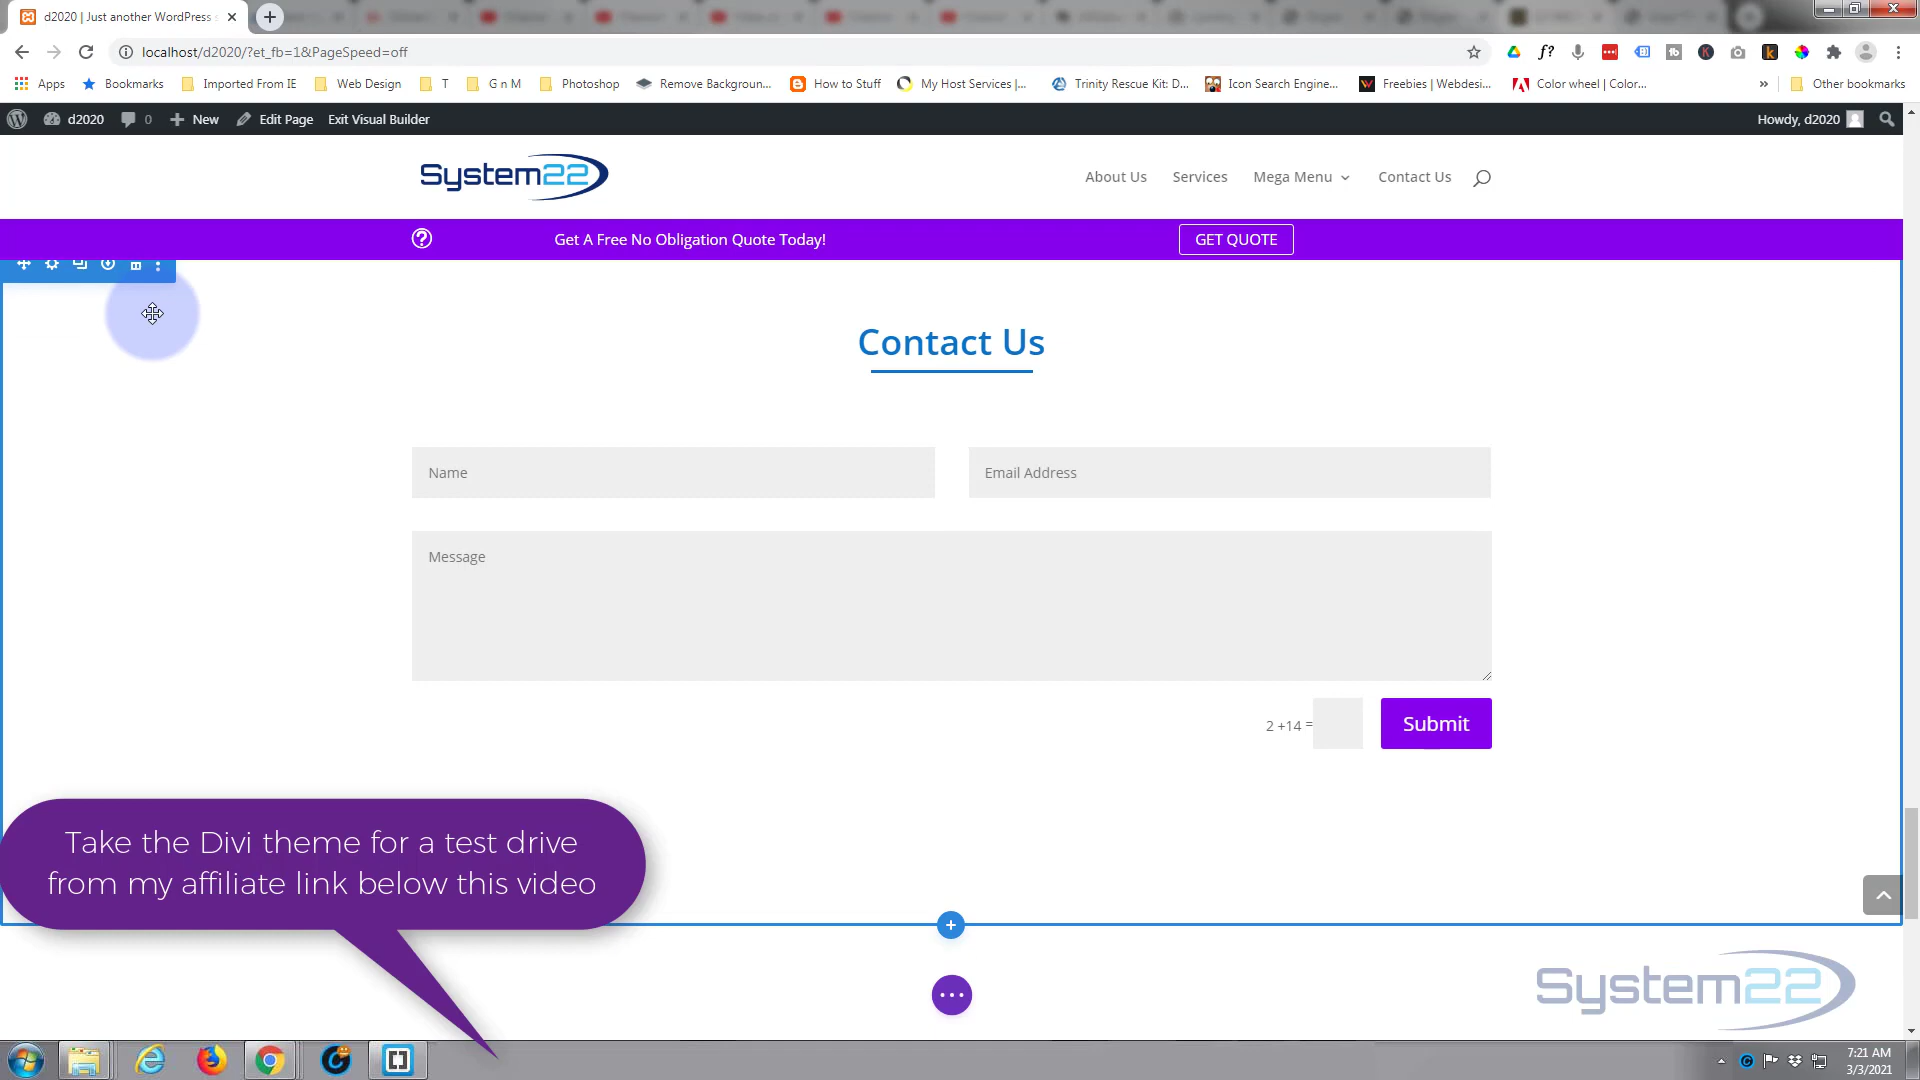 d2020 | Just another WordPress
localhost/d2020/?et_fb=1&PageSpeed=off
Apps Bookmarks Imported From IE Web Design T G n M Photoshop Remove Backgroun... How to Stuff My Host Services |... Trinity Rescue Kit: D... Icon Search Engine... Freebies | Webdesi... Color wheel | Color... » Other bookmarks
d2020 0 New Edit Page Exit Visual Builder Howdy, d2020
System22
About Us Services Mega Menu Contact Us
Get A Free No Obligation Quote Today! GET QUOTE
Contact Us
Name Email Address
Message
2 +14 = Submit
Take the Divi theme for a test drive
from my affiliate link below this video
System22
7:21 AM
3/3/2021